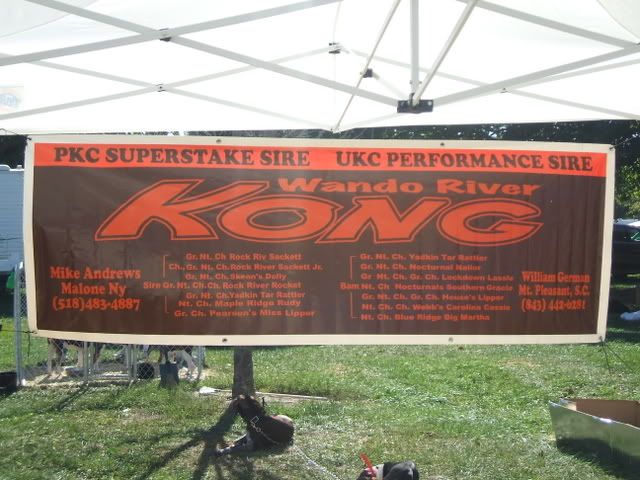 PKC SUPERSTAKE SIRE UKC PERFORMANCE SIRE
Wando River
KONG
Gr. Nt. Ch Rock Riv Sackett
Ch., Gr. Nt. Ch. Rock River Sackett Jr.
Gr. Nt. Ch. Skeen's Dolly
Sire Gr. Nt. Ch. Ch. Rock River Rocket
Gr. Nt. Ch. Yadkin Tar Rattler
Nt. Ch. Maple Ridge Rudy
Gr. Ch. Pearson's Miss Lipper
Gr. Nt. Ch. Yadkin Tar Rattler
Gr. Nt. Ch. Nocturnal Nailor
Gr. Nt. Ch. Gr. Ch. Lockdown Lassie
Dam Nt. Ch Nocturnals Southern Gracie
Gr. Nt. Ch. Gr. Ch. House's Lipper
Nt. Ch. Ch. Webb's Carolina Cassie
Nt. Ch. Blue Ridge Big Martha
Mike Andrews
Malone Ny
(518)483-4887
William German
Mt. Pleasant, S.C.
(843) 442-0281